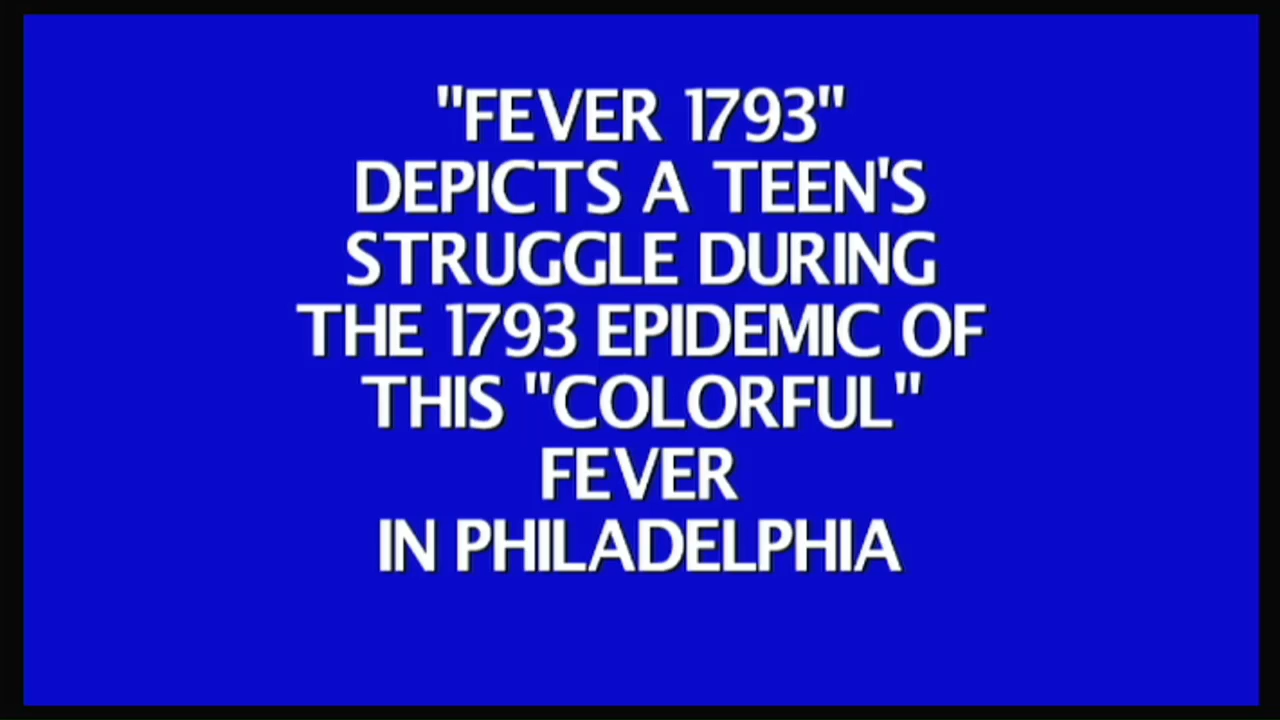 "FEVER 1793"
DEPICTS A TEEN'S
STRUGGLE DURING
THE 1793 EPIDEMIC OF
THIS "COLORFUL"
FEVER
IN PHILADELPHIA